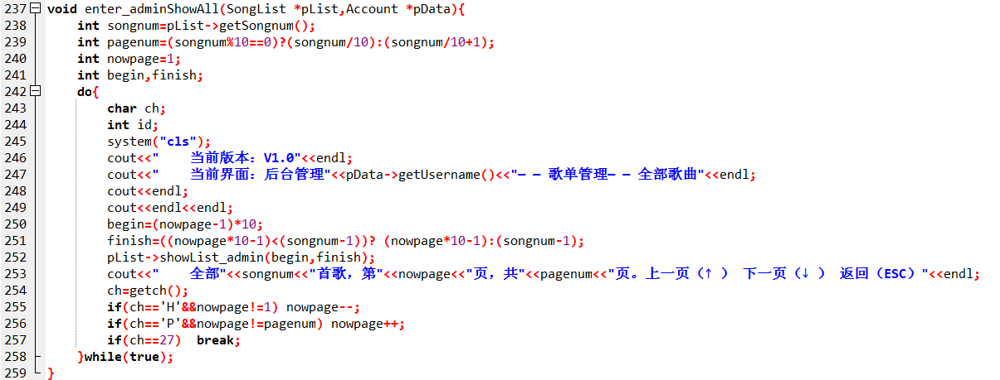 237 void enter_adminShowAll(SongList *pList,Account *pData){
238     int songnum=pList->getSongnum();
239     int pagenum=(songnum%10==0)?(songnum/10):(songnum/10+1);
240     int nowpage=1;
241     int begin,finish;
242     do{
243         char ch;
244         int id;
245         system("cls");
246         cout<<"    当前版本：V1.0"<<endl;
247         cout<<"    当前界面：后台管理"<<pData->getUsername()<<"— — 歌单管理— — 全部歌曲"<<endl;
248         cout<<endl;
249         cout<<endl<<endl;
250         begin=(nowpage-1)*10;
251         finish=((nowpage*10-1)<(songnum-1))? (nowpage*10-1):(songnum-1);
252         pList->showList_admin(begin,finish);
253         cout<<"    全部"<<songnum<<"首歌，第"<<nowpage<<"页，共"<<pagenum<<"页。上一页（↑ ） 下一页（↓ ） 返回（ESC）"<<endl;
254         ch=getch();
255         if(ch=='H'&&nowpage!=1) nowpage--;
256         if(ch=='P'&&nowpage!=pagenum) nowpage++;
257         if(ch==27)  break;
258     }while(true);
259 }